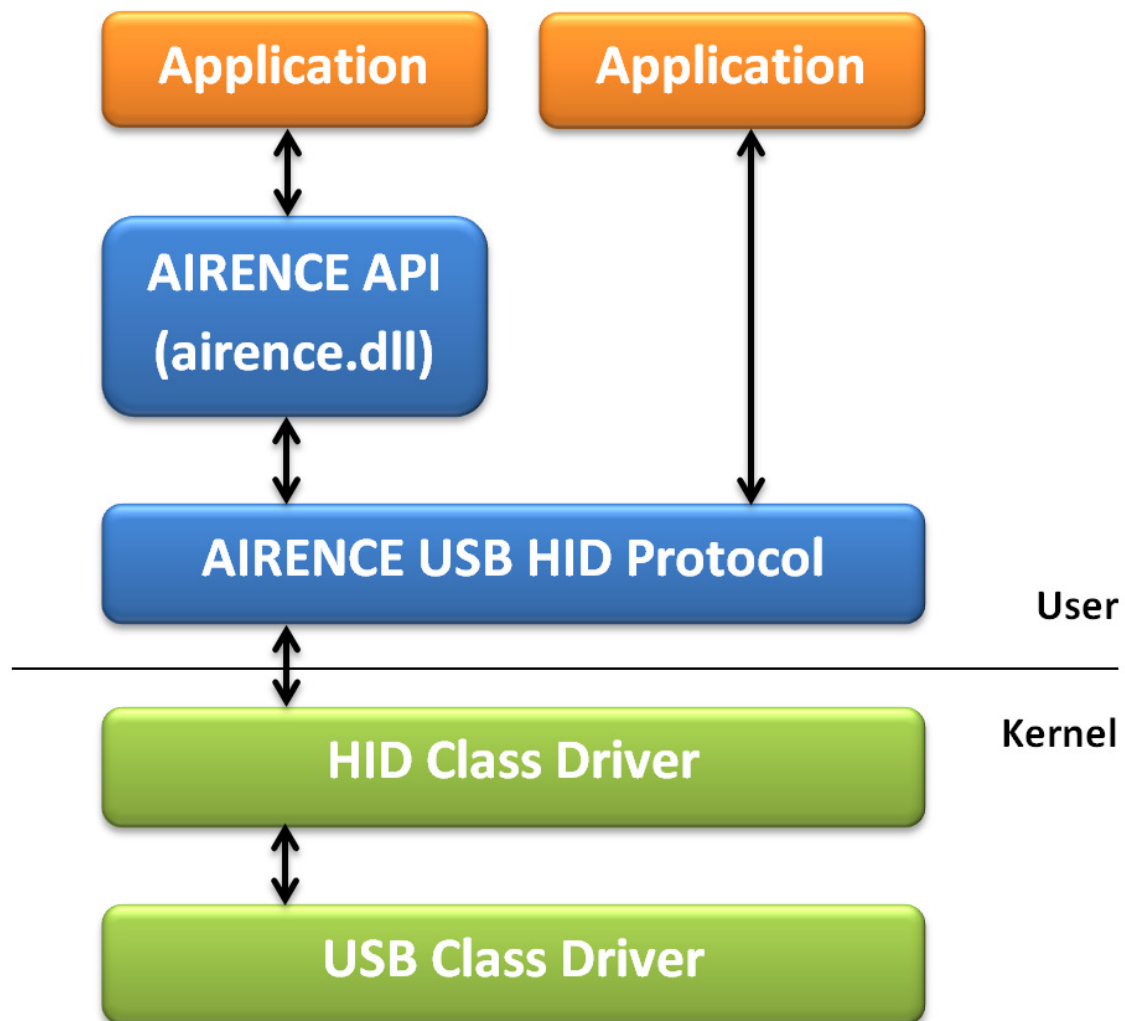 Application
Application
AIRENCE API
(airence.dll)
AIRENCE USB HID Protocol
User
Kernel
HID Class Driver
USB Class Driver